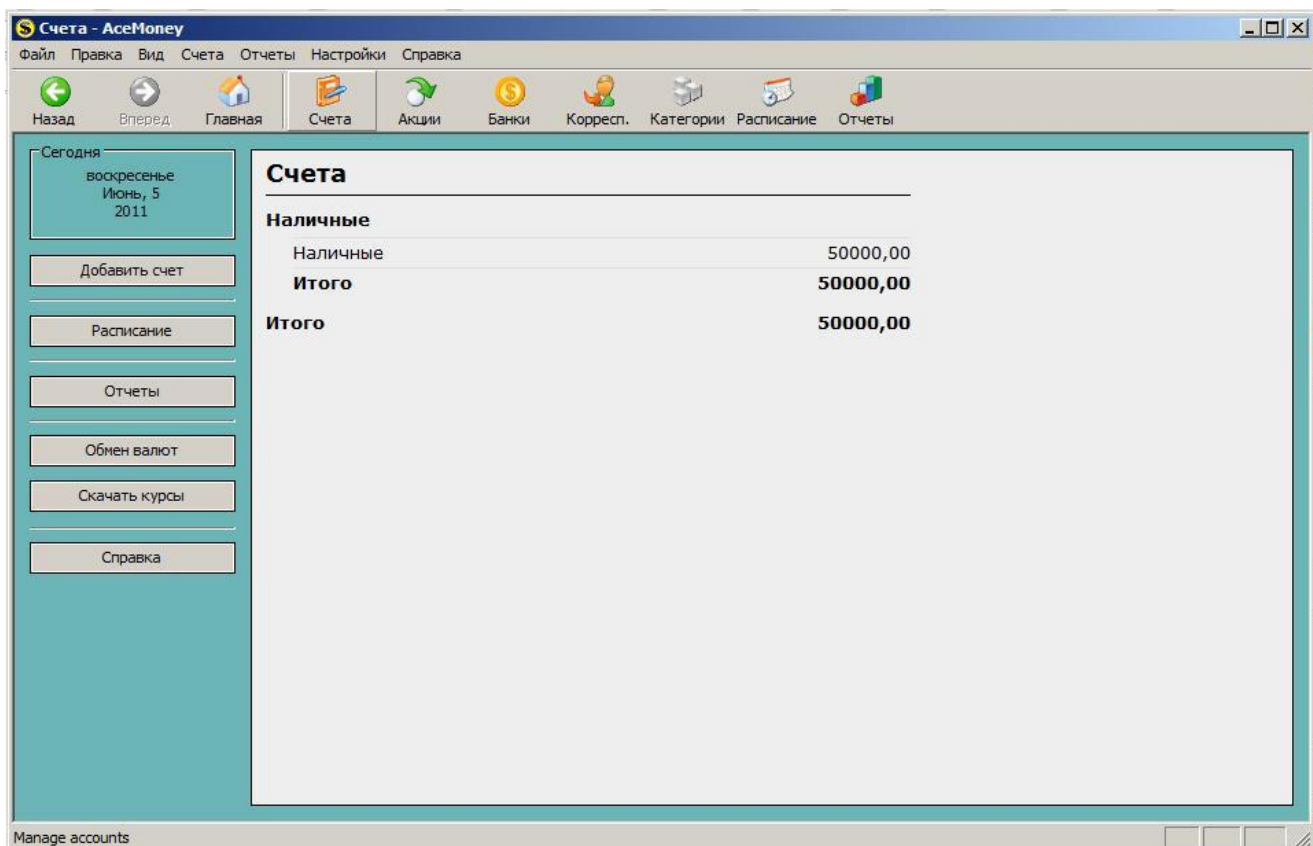 Счета - AceMoney
Файл Правка Вид Счета Отчеты Настройки Справка
Назад Вперед Главная Счета Акции Банки Корресп. Категории Расписание Отчеты
Сегодня
воскресенье
Июнь, 5
2011
Добавить счет
Расписание
Отчеты
Обмен валют
Скачать курсы
Справка
Счета
Наличные
Наличные 50000,00
Итого 50000,00
Итого 50000,00
Manage accounts